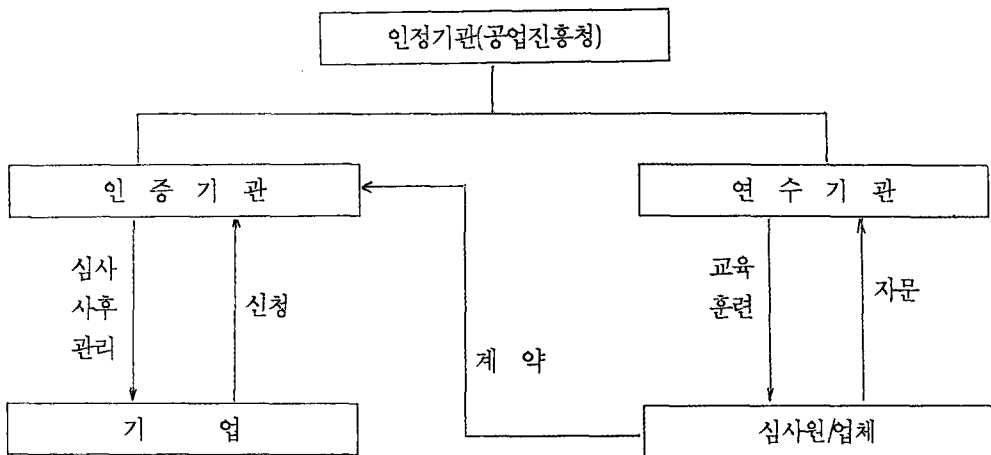 인정기관(공업진흥청)
인 증 기 관
연 수 기 관
심사
사후
관리
신청
교육
훈련
자문
계 약
기 업
심사원/업체